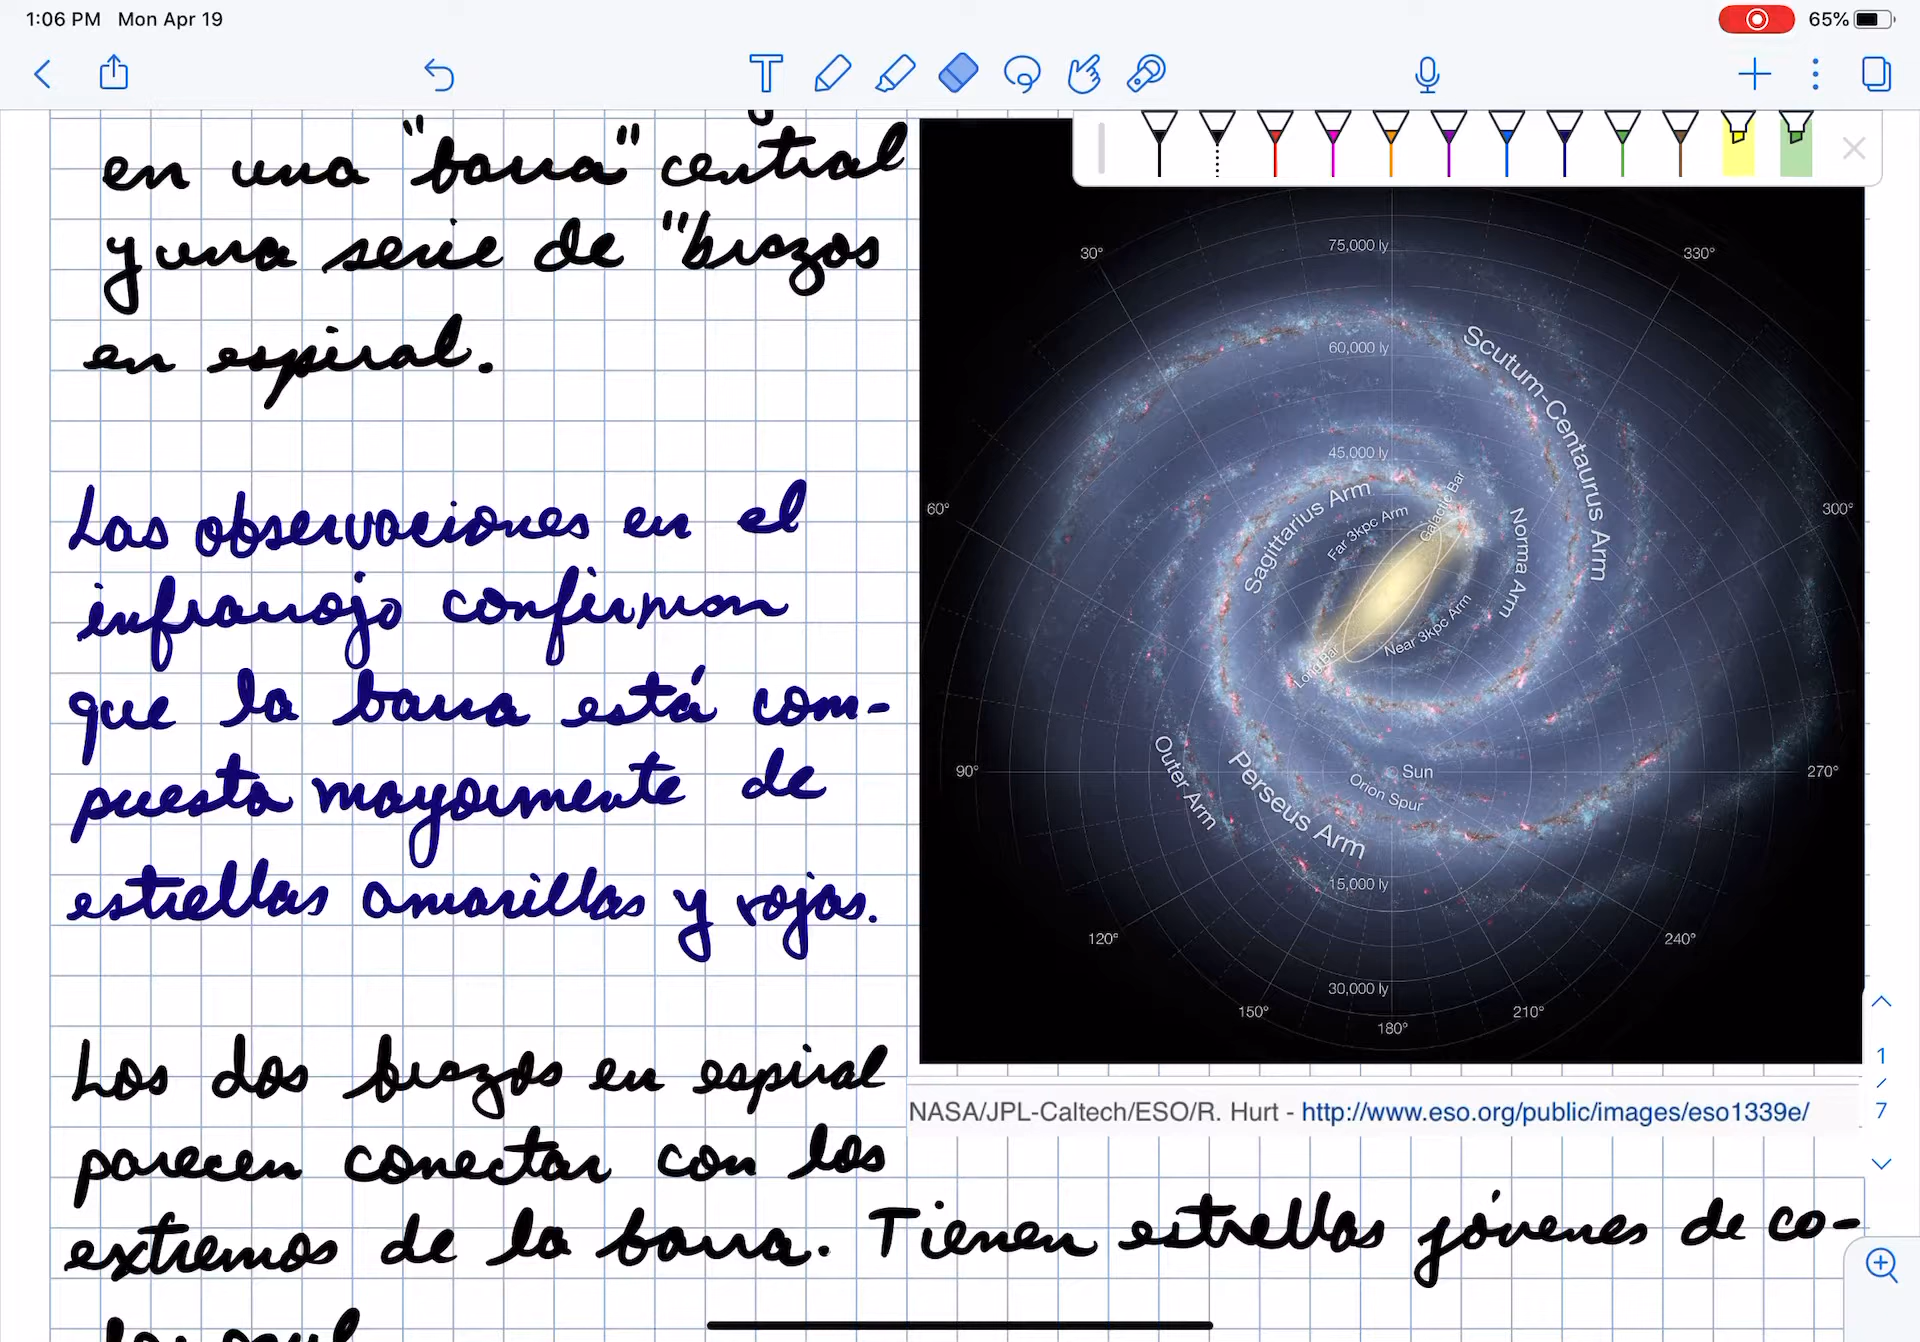 1:06 PM Mon Apr 19
65%
en una "barra" central
y una serie de "brazos
en espiral.
Las observaciones en el
infrarrojo confirman
que la barra está com-
puesta mayormente de
estrellas amarillas y rojas.
Los dos brazos en espiral
parecen conectar con los
extremos de la barra. Tienen estrellas jóvenes de co-
lor azul
75,000 ly
30°
330°
60,000 ly
Scutum-Centaurus Arm
45,000 ly
60°
300°
Sagittarius Arm
Far 3kpc Arm
Galactic Bar
Norma Arm
Near 3kpc Arm
Long Bar
90°
270°
Sun
Orion Spur
Outer Arm
Perseus Arm
15,000 ly
120°
240°
30,000 ly
150°
210°
180°
NASA/JPL-Caltech/ESO/R. Hurt - http://www.eso.org/public/images/eso1339e/
1
/
7